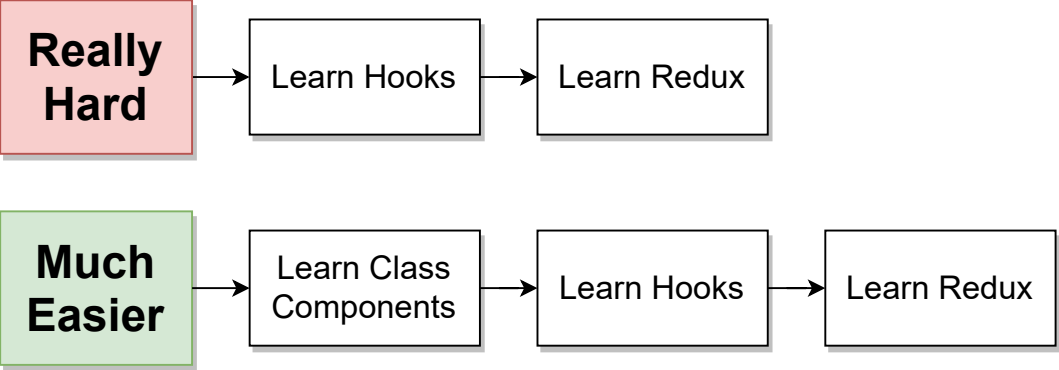 Really
Hard
Learn Hooks
Learn Redux
Much
Easier
Learn Class
Components
Learn Hooks
Learn Redux